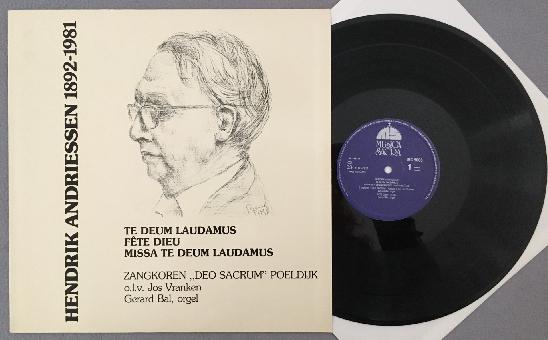 HENDRIK ANDRIESSEN 1892-1981
TE DEUM LAUDAMUS
FÊTE DIEU
MISSA TE DEUM LAUDAMUS
ZANGKOREN „DEO SACRUM” POELDIJK
o.l.v. Jos Vranken
Gerard Bal, orgel
MUSICA
SACRA
1